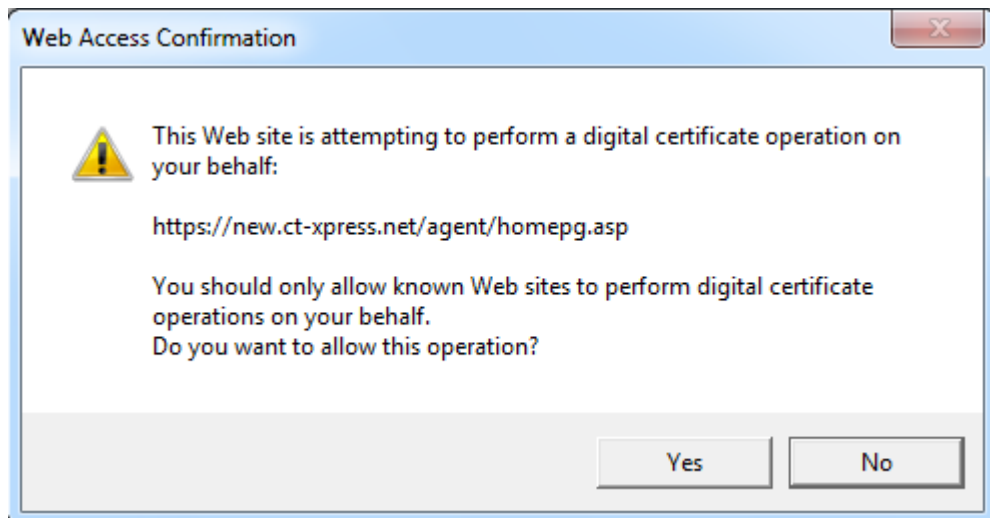 Web Access Confirmation
This Web site is attempting to perform a digital certificate operation on
your behalf:
https://new.ct-xpress.net/agent/homepg.asp
You should only allow known Web sites to perform digital certificate
operations on your behalf.
Do you want to allow this operation?
Yes No